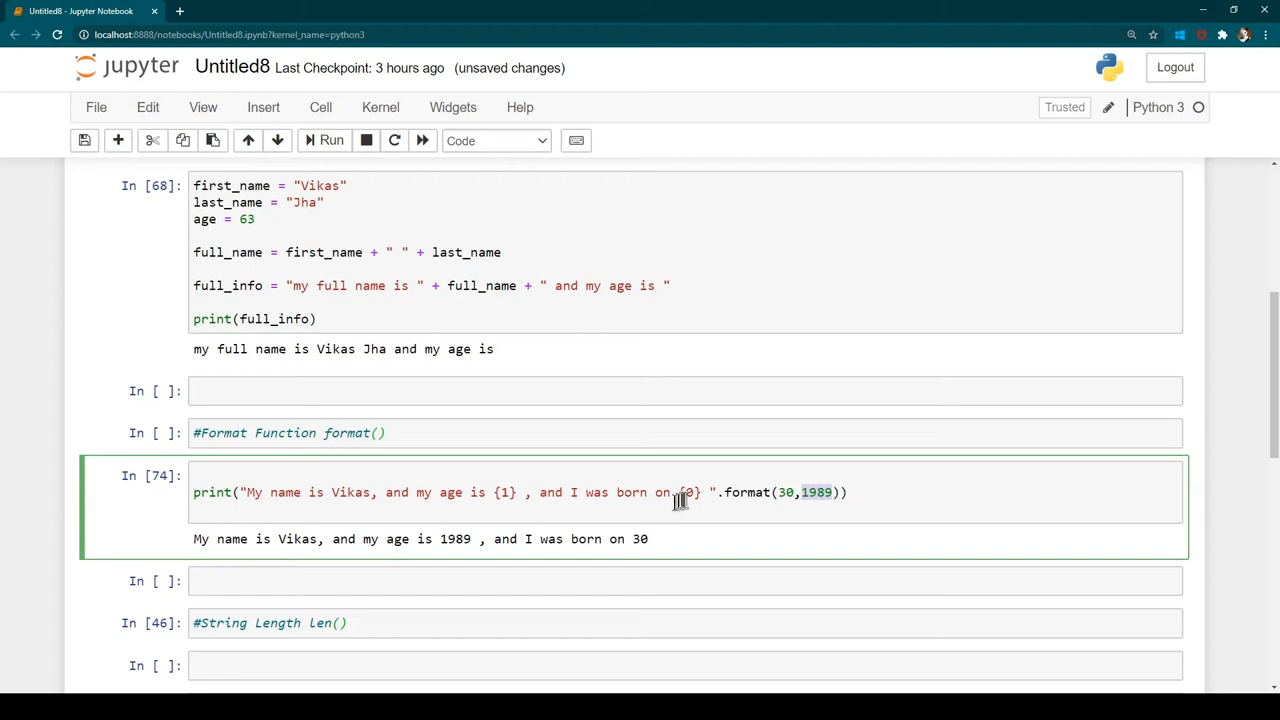 Untitled8 - Jupyter Notebook
localhost:8888/notebooks/Untitled8.ipynb?kernel_name=python3
jupyter Untitled8 Last Checkpoint: 3 hours ago (unsaved changes) Logout
File Edit View Insert Cell Kernel Widgets Help Trusted Python 3
Run Code
In [68]: first_name = "Vikas"
last_name = "Jha"
age = 63
full_name = first_name + " " + last_name
full_info = "my full name is " + full_name + " and my age is "
print(full_info)
my full name is Vikas Jha and my age is
In [ ]:
In [ ]: #Format Function format()
In [74]:
print("My name is Vikas, and my age is {1} , and I was born on {0} ".format(30,1989))
My name is Vikas, and my age is 1989 , and I was born on 30
In [ ]:
In [46]: #String Length len()
In [ ]: